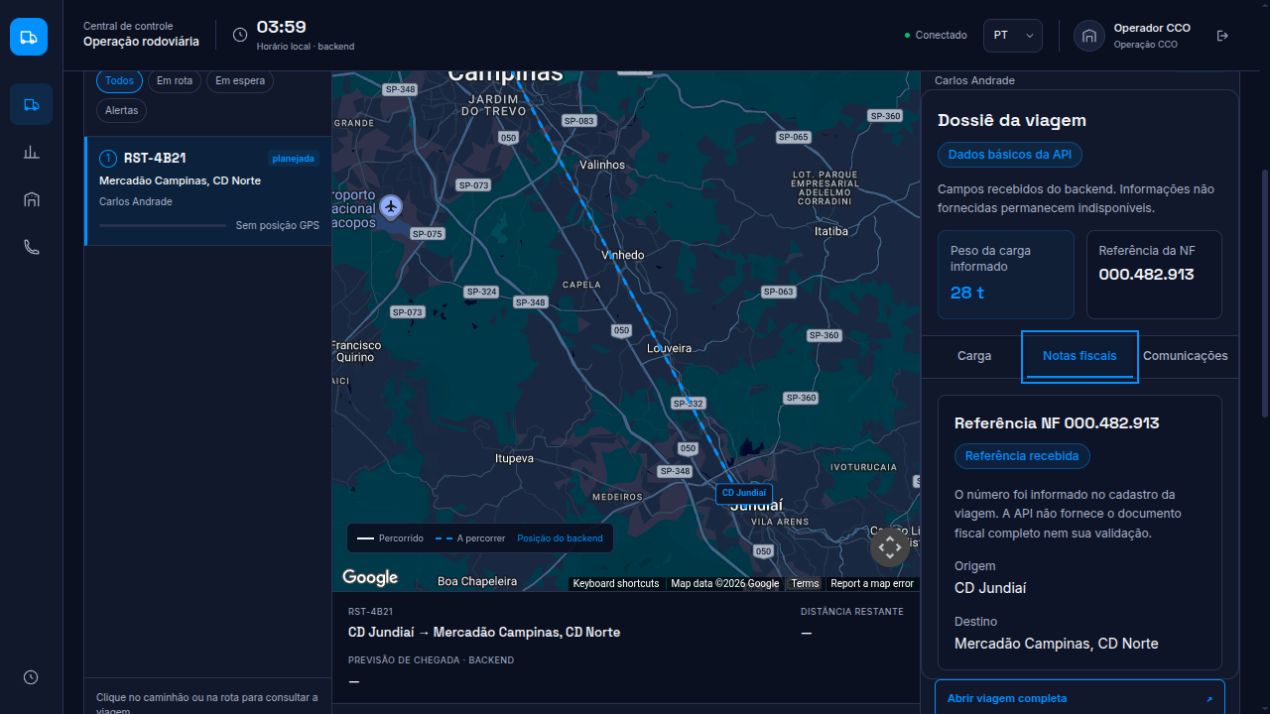 Central de controle
Operação rodoviária
03:59
Horário local · backend
Conectado
PT
Operador CCO
Operação CCO
Todos
Em rota
Em espera
Alertas
1 RST-4B21
planejada
Mercadão Campinas, CD Norte
Carlos Andrade
Sem posição GPS
Clique no caminhão ou na rota para consultar a
viagem
Campinas
SP-348
JARDIM
DO TREVO
GRANDE
SP-083
050
SP-360
SP-065
Valinhos
LOT. PARQUE
EMPRESARIAL
ADELELMO
CORRADINI
SP-073
roporto
acional
acopos
SP-075
Itatiba
Vinhedo
CAPELA
SP-324
SP-348
SP-063
SP-073
050
SP-360
Francisco
Quirino
Louveira
AICI
SP-332
SP-360
050
Itupeva
SP-348
IVOTURUCAIA
CD Jundiaí
MEDEIROS
Jundiaí
VILA ARENS
050
Percorrido
A percorrer
Posição do backend
Google
Boa Chapeleira
Keyboard shortcuts
Map data ©2026 Google
Terms
Report a map error
RST-4B21
CD Jundiaí → Mercadão Campinas, CD Norte
DISTÂNCIA RESTANTE
—
PREVISÃO DE CHEGADA · BACKEND
—
Carlos Andrade
Dossiê da viagem
Dados básicos da API
Campos recebidos do backend. Informações não
fornecidas permanecem indisponíveis.
Peso da carga
informado
28 t
Referência da NF
000.482.913
Carga
Notas fiscais
Comunicações
Referência NF 000.482.913
Referência recebida
O número foi informado no cadastro da
viagem. A API não fornece o documento
fiscal completo nem sua validação.
Origem
CD Jundiaí
Destino
Mercadão Campinas, CD Norte
Abrir viagem completa ↗